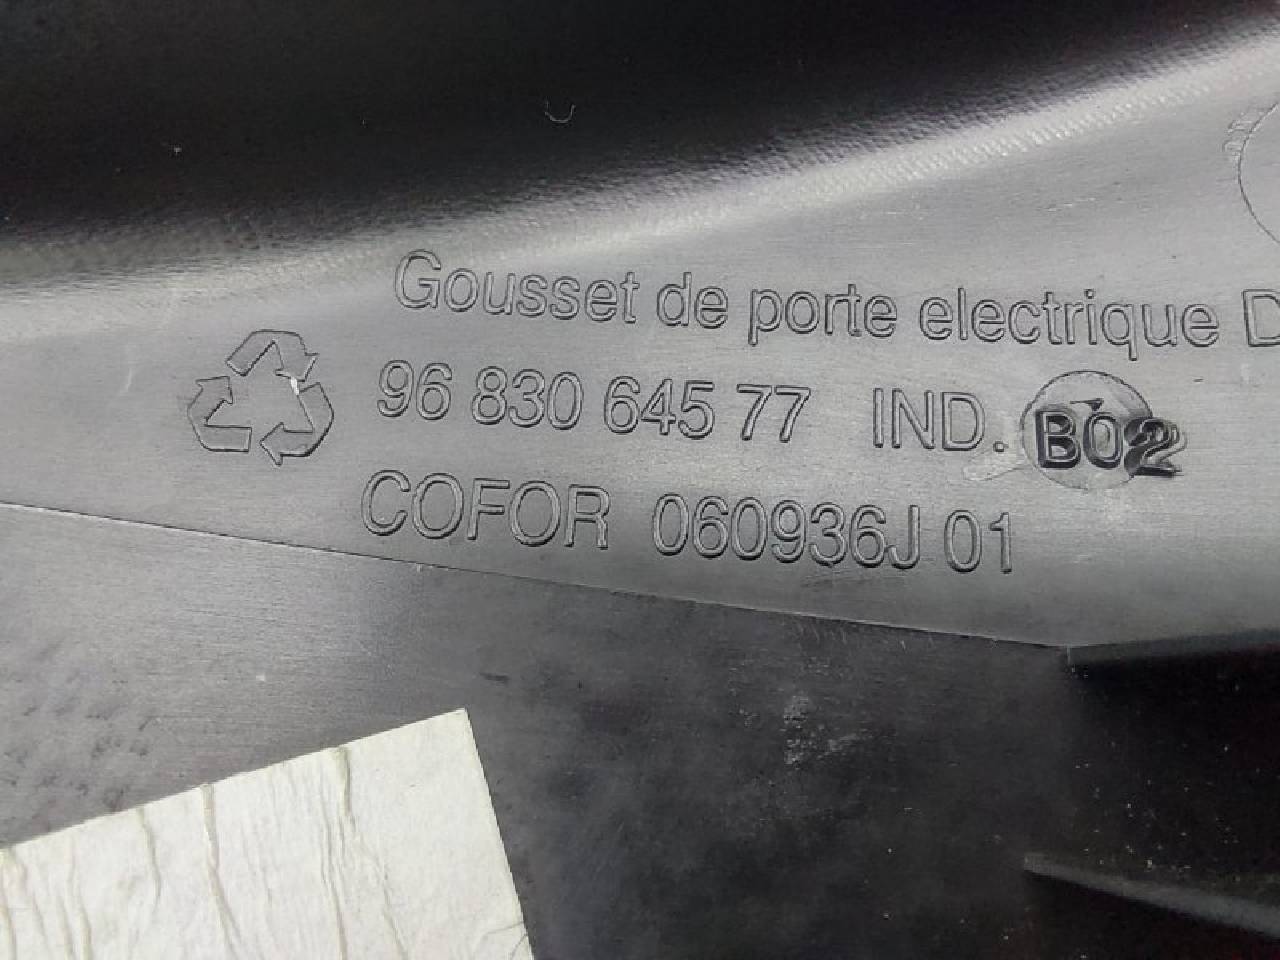 Gousset de porte electrique D
96 830 645 77 IND. B02
COFOR 060936J 01